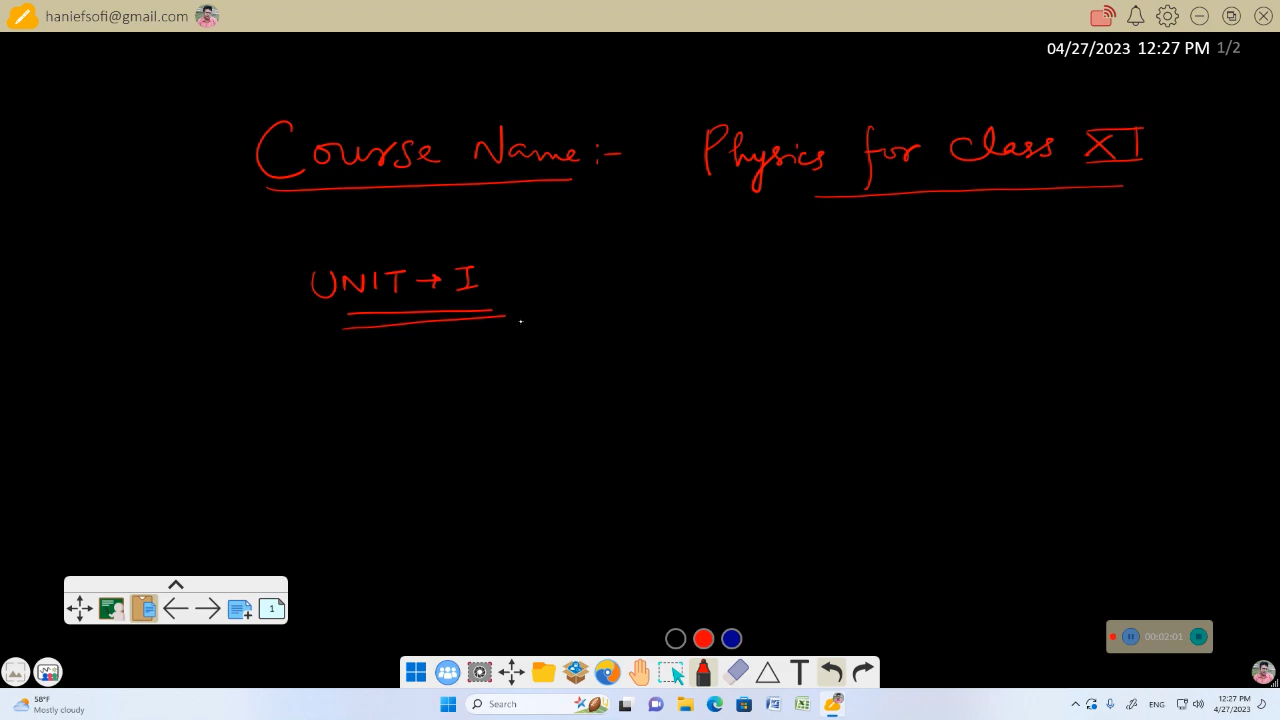 haniefsofi@gmail.com
04/27/2023 12:27 PM 1/2
Course Name:- Physics for class XI
UNIT → I
1
00:02:01
T
58°F
Mostly cloudy
Search
ENG
12:27 PM
4/27/2023